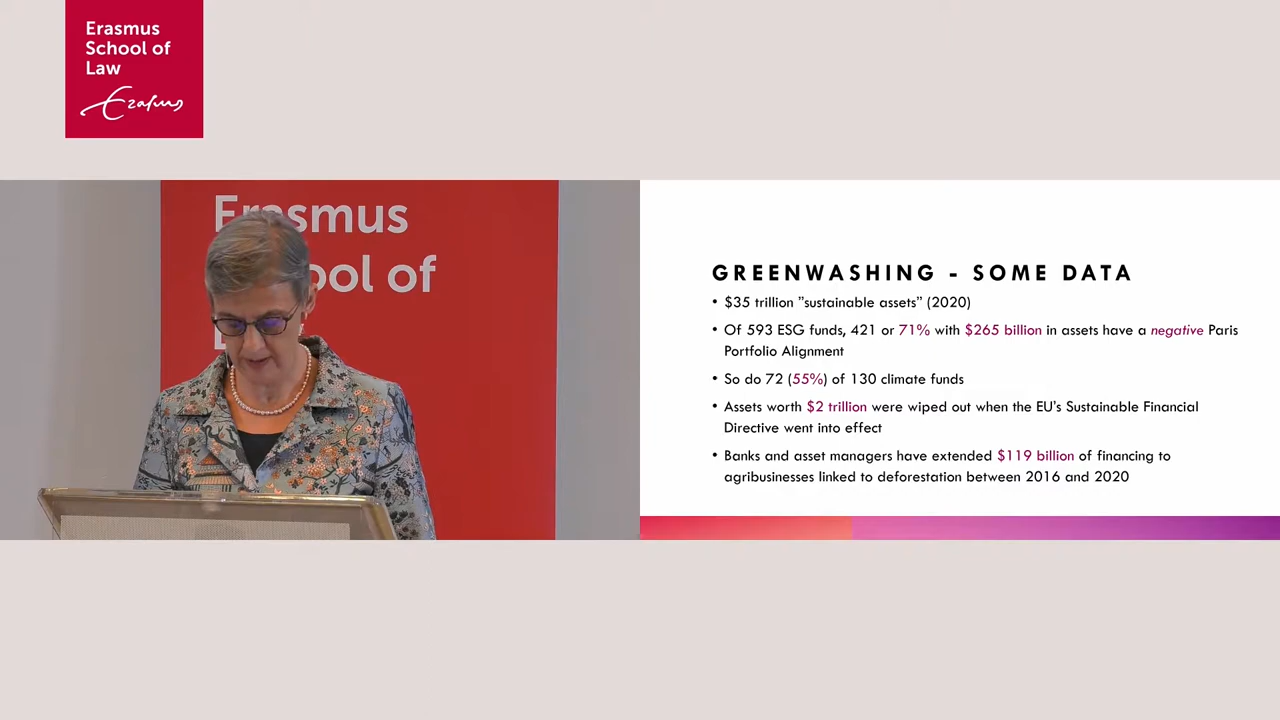 Erasmus
School of
Law
Erasmus
Erasmus
ool of
GREENWASHING - SOME DATA
• $35 trillion ”sustainable assets” (2020)
• Of 593 ESG funds, 421 or 71% with $265 billion in assets have a negative Paris
Portfolio Alignment
• So do 72 (55%) of 130 climate funds
• Assets worth $2 trillion were wiped out when the EU's Sustainable Financial
Directive went into effect
• Banks and asset managers have extended $119 billion of financing to
agribusinesses linked to deforestation between 2016 and 2020